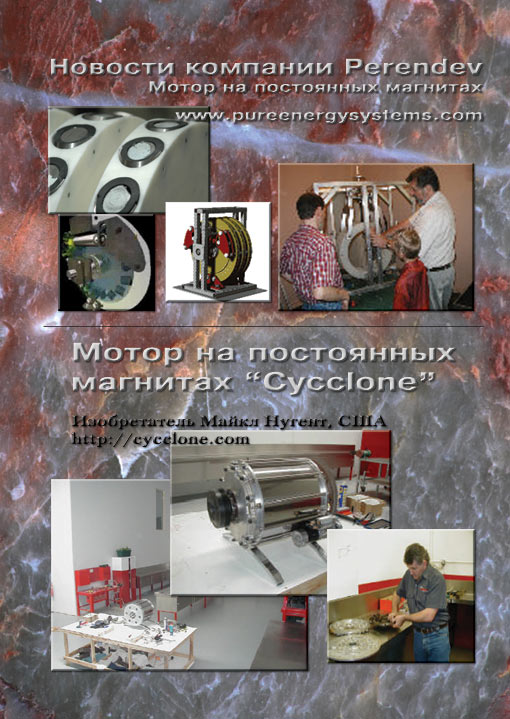 Новости компании Perendev
Мотор на постоянных магнитах
www.pureenergysystems.com
Мотор на постоянных
магнитах “Cycclone”
Изобретатель Майкл Нугент, США
http://cycclone.com